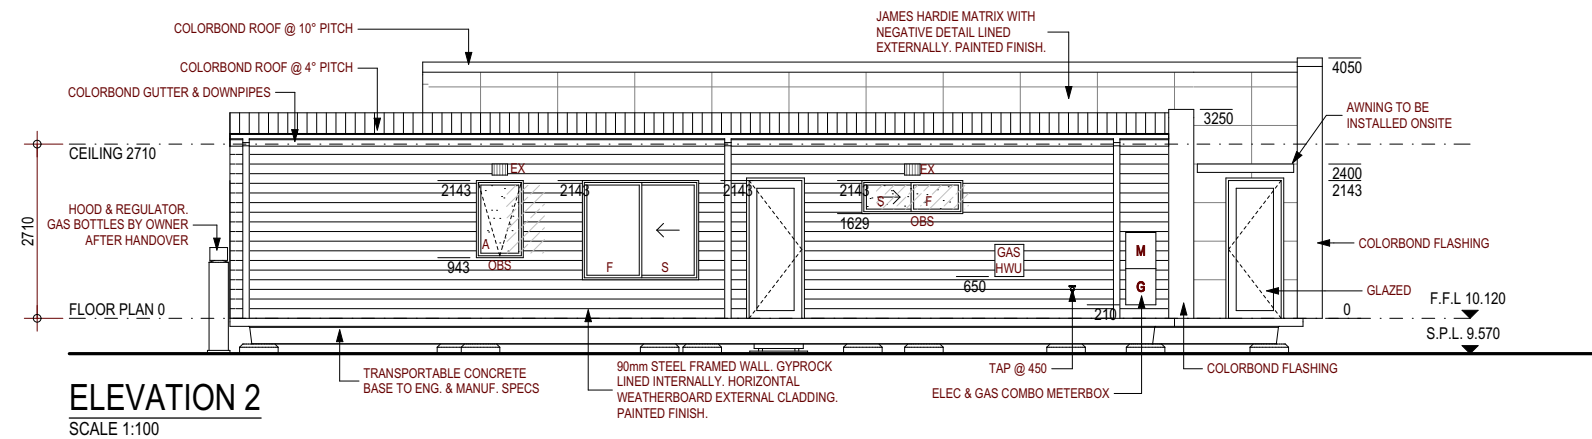 COLORBOND ROOF @ 10° PITCH
JAMES HARDIE MATRIX WITH
NEGATIVE DETAIL LINED
EXTERNALLY. PAINTED FINISH.
COLORBOND ROOF @ 4° PITCH
4050
COLORBOND GUTTER & DOWNPIPES
AWNING TO BE
INSTALLED ONSITE
3250
CEILING 2710
EX
EX
2400
2143
2143
2143
2143
2143
S
F
OBS
1629
HOOD & REGULATOR.
GAS BOTTLES BY OWNER
AFTER HANDOVER
2710
A
OBS
943
F
S
GAS
HWU
650
M
G
210
COLORBOND FLASHING
GLAZED
FLOOR PLAN 0
0
F.F.L 10.120
S.P.L. 9.570
TRANSPORTABLE CONCRETE
BASE TO ENG. & MANUF. SPECS
90mm STEEL FRAMED WALL. GYPROCK
LINED INTERNALLY. HORIZONTAL
WEATHERBOARD EXTERNAL CLADDING.
PAINTED FINISH.
TAP @ 450
ELEC & GAS COMBO METERBOX
COLORBOND FLASHING
ELEVATION 2
SCALE 1:100